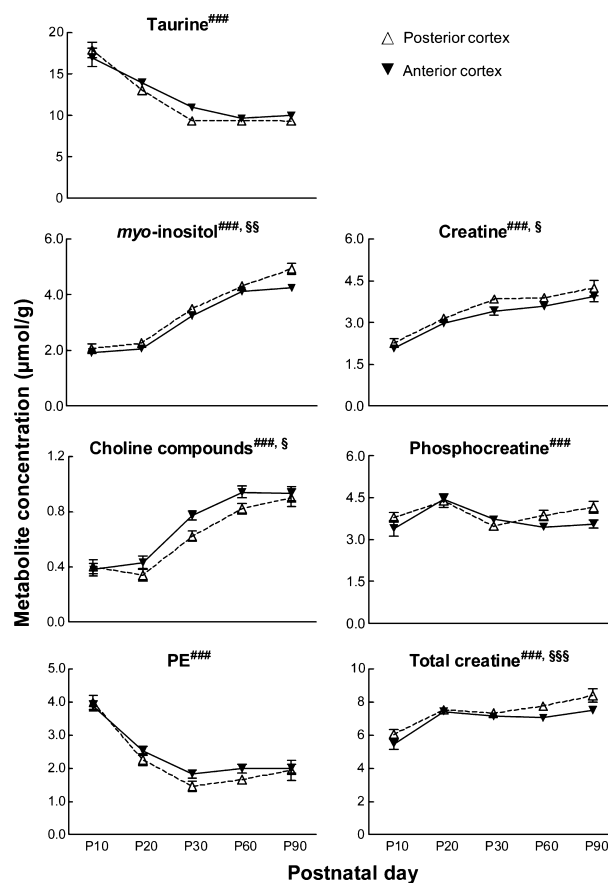 Taurine###
Posterior cortex
Anterior cortex
20
15
10
5
0
Metabolite concentration (µmol/g)
myo-inositol###, §§
6.0
4.0
2.0
0.0
Creatine###, §
6.0
4.5
3.0
1.5
0.0
Choline compounds###, §
1.2
0.8
0.4
0.0
Phosphocreatine###
6.0
4.5
3.0
1.5
0.0
PE###
5.0
4.0
3.0
2.0
1.0
0.0
P10 P20 P30 P60 P90
Total creatine###, §§§
10
8
6
4
2
0
P10 P20 P30 P60 P90
Postnatal day